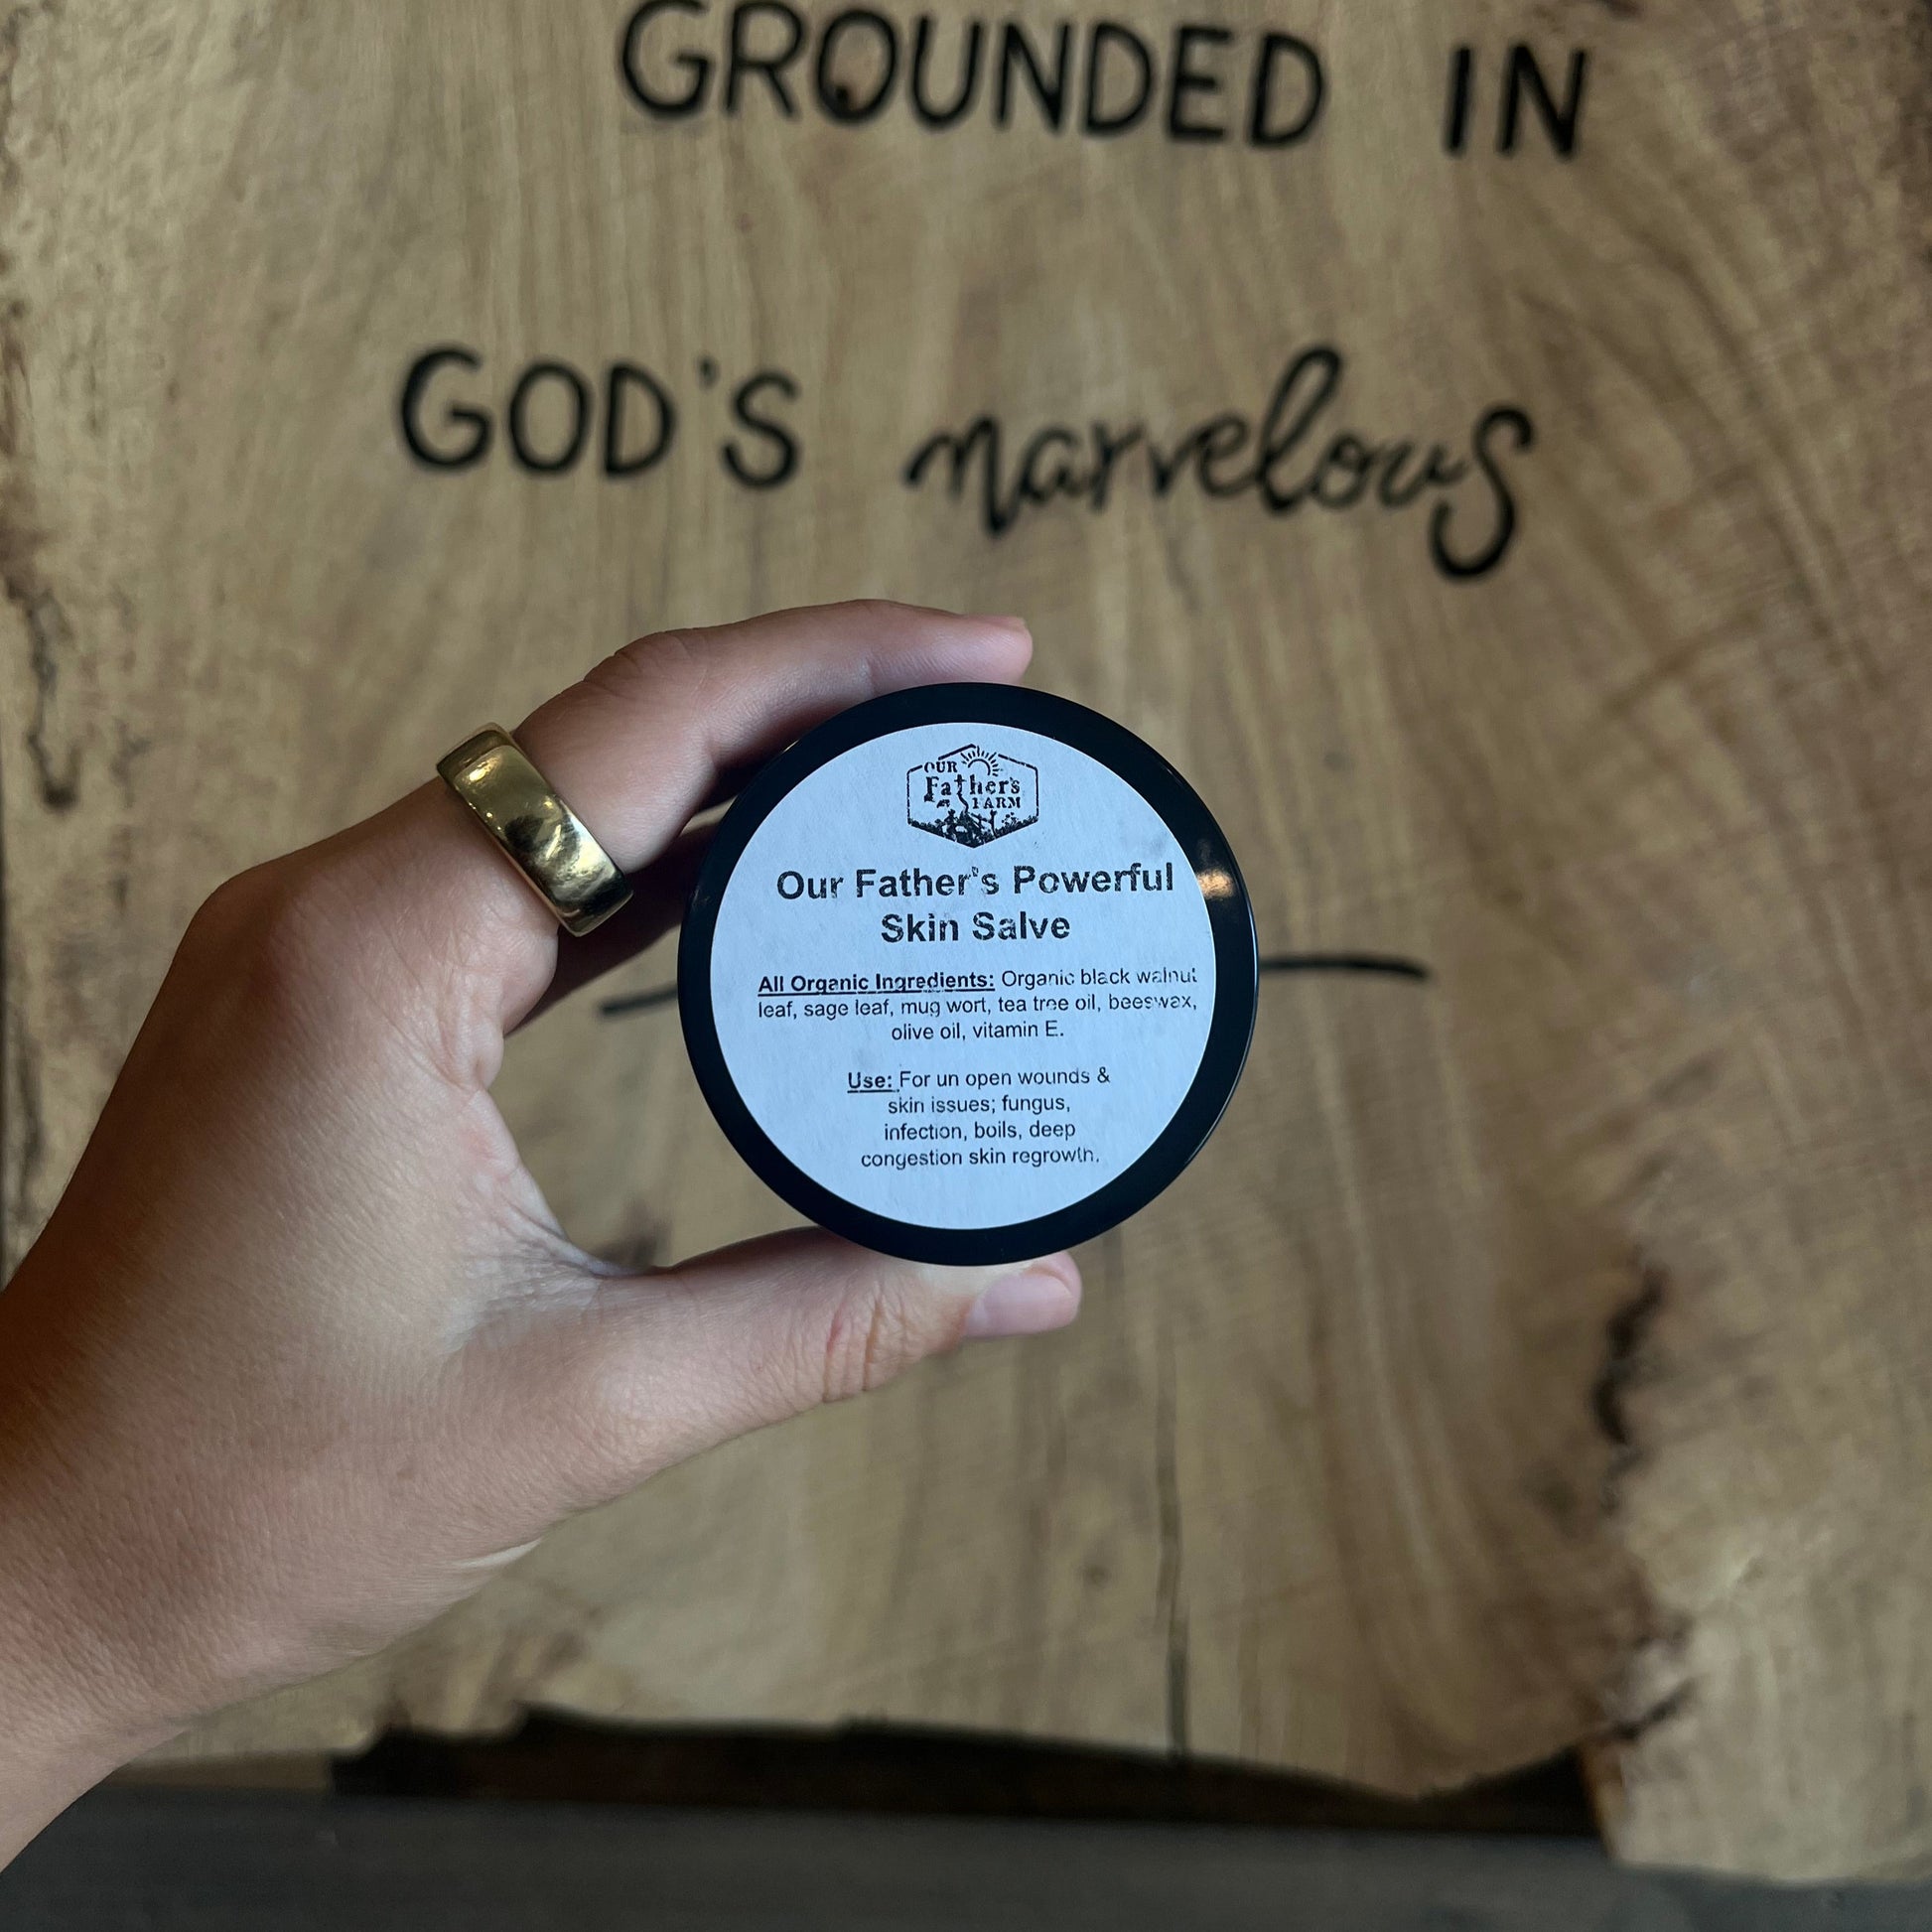 GROUNDED IN
GOD'S marvelous
OUR
Father's
FARM
Our Father's Powerful
Skin Salve
All Organic Ingredients: Organic black walnut
leaf, sage leaf, mug wort, tea tree oil, beeswax,
olive oil, vitamin E.
Use: For un open wounds &
skin issues; fungus,
infection, boils, deep
congestion skin regrowth.